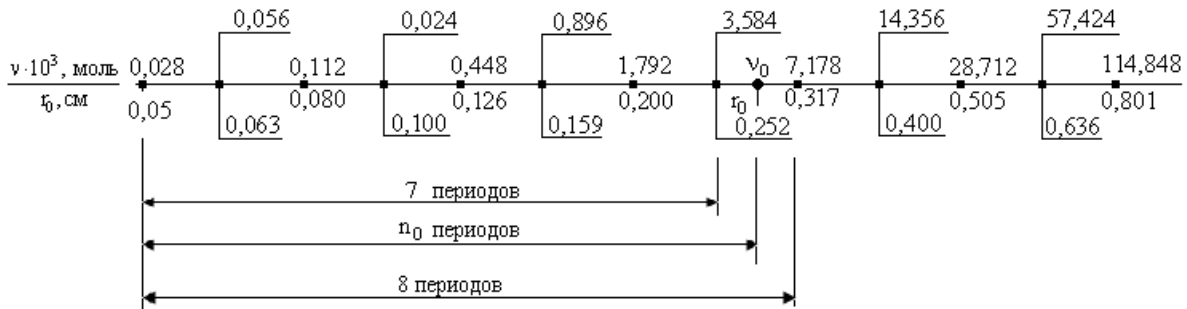 0,056 0,024 0,896 3,584 14,356 57,424
ν·10³, моль 0,028 0,112 0,448 1,792 ν₀ 7,178 28,712 114,848
r₀, см 0,05 0,080 0,126 0,200 r₀ 0,317 0,505 0,801
0,063 0,100 0,159 0,252 0,400 0,636
7 периодов
n₀ периодов
8 периодов